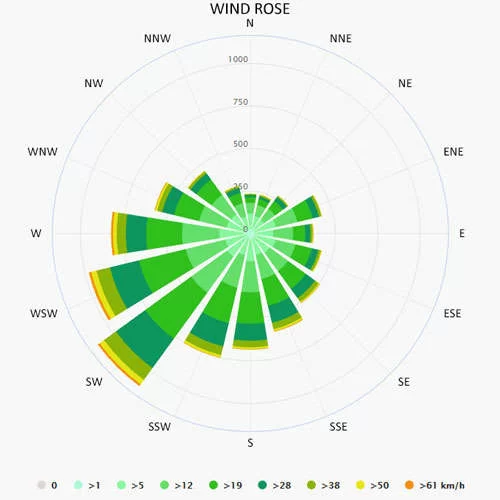 WIND ROSE
N
NNW
NNE
1000
NW
NE
750
500
WNW
ENE
250
W
0
E
WSW
ESE
SW
SE
SSW
SSE
S
0 >1 >5 >12 >19 >28 >38 >50 >61 km/h